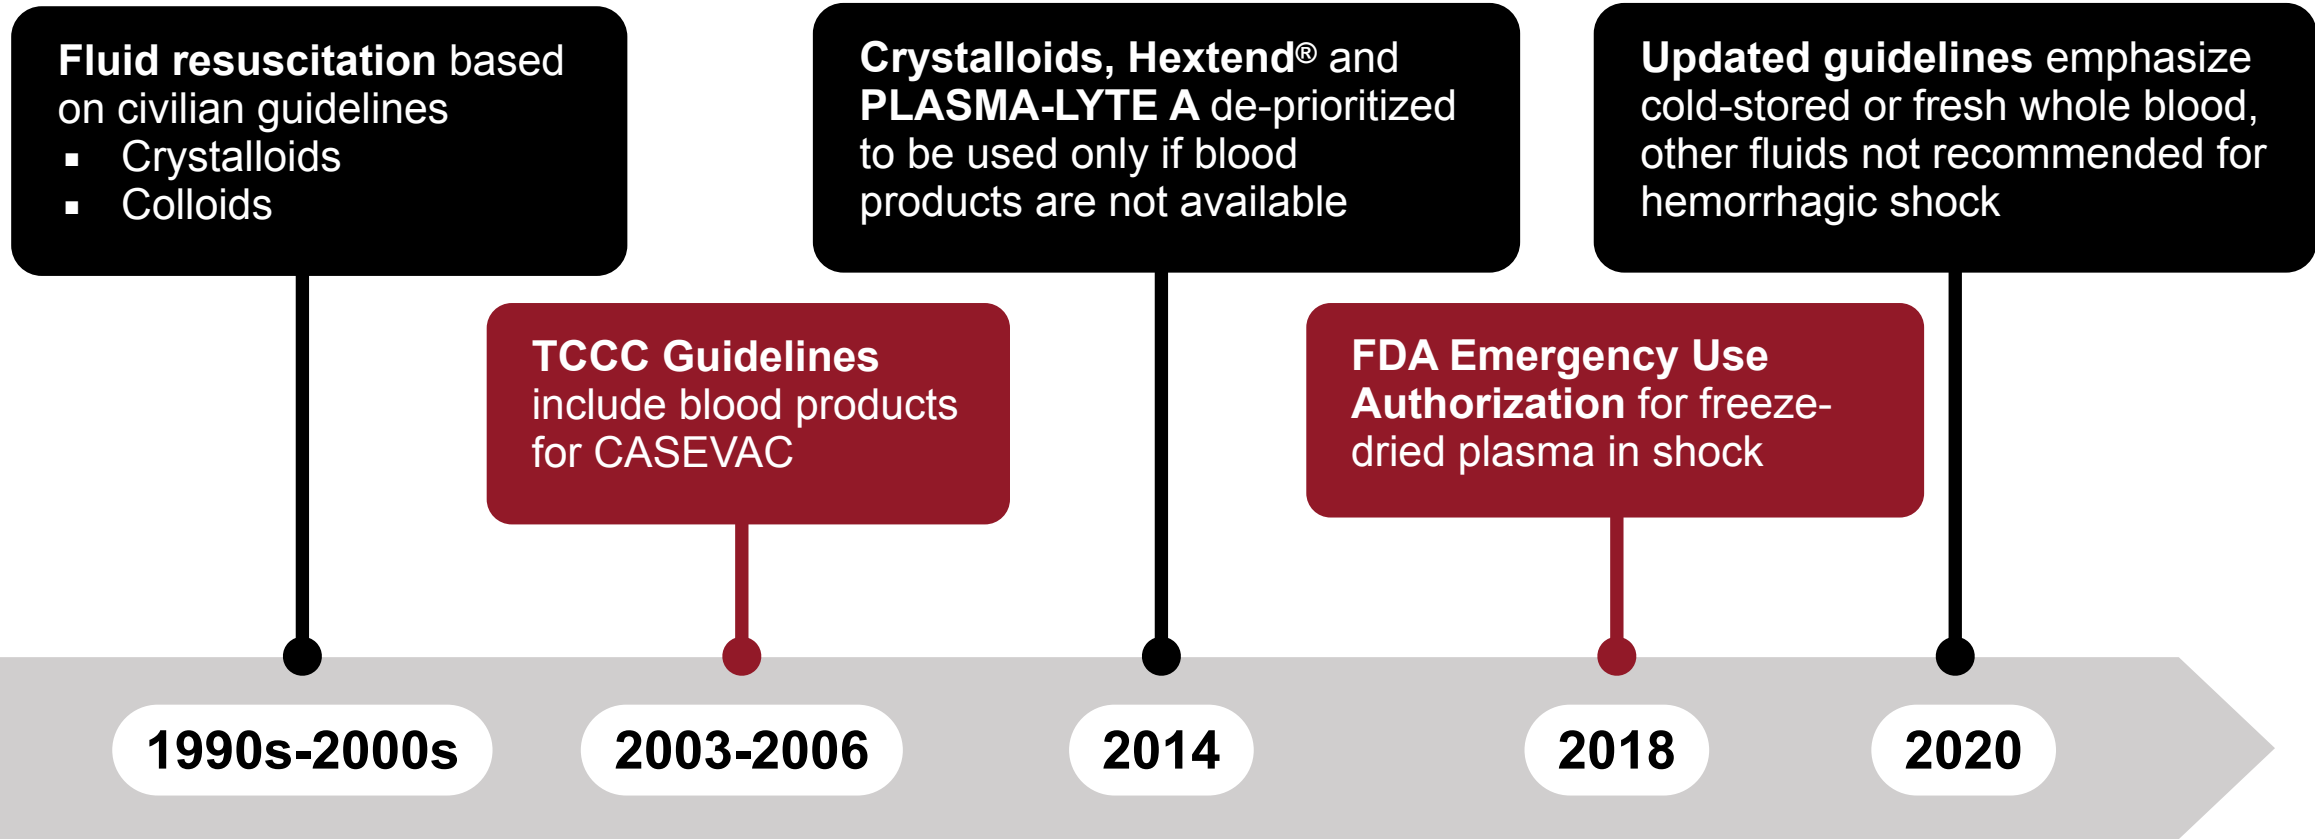 Fluid resuscitation based
on civilian guidelines
▪ Crystalloids
▪ Colloids
TCCC Guidelines
include blood products
for CASEVAC
Crystalloids, Hextend® and
PLASMA-LYTE A de-prioritized
to be used only if blood
products are not available
FDA Emergency Use
Authorization for freeze-
dried plasma in shock
Updated guidelines emphasize
cold-stored or fresh whole blood,
other fluids not recommended for
hemorrhagic shock
1990s-2000s
2003-2006
2014
2018
2020